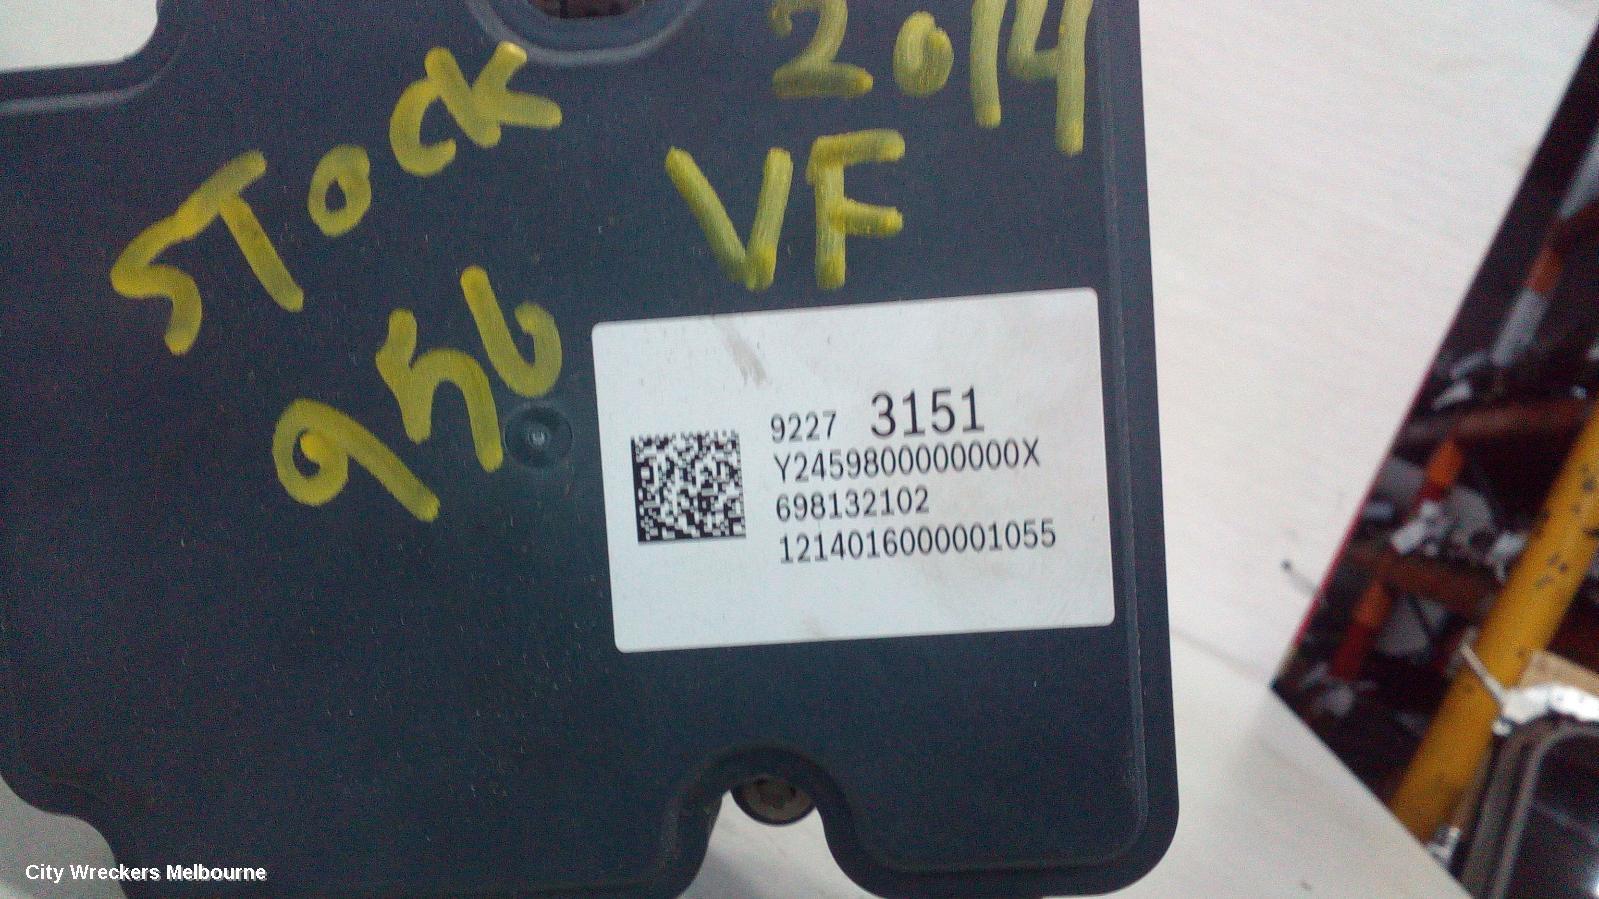 2014
STOCK
VF
956
9227 3151
Y2459800000000X
698132102
1214016000001055
City Wreckers Melbourne